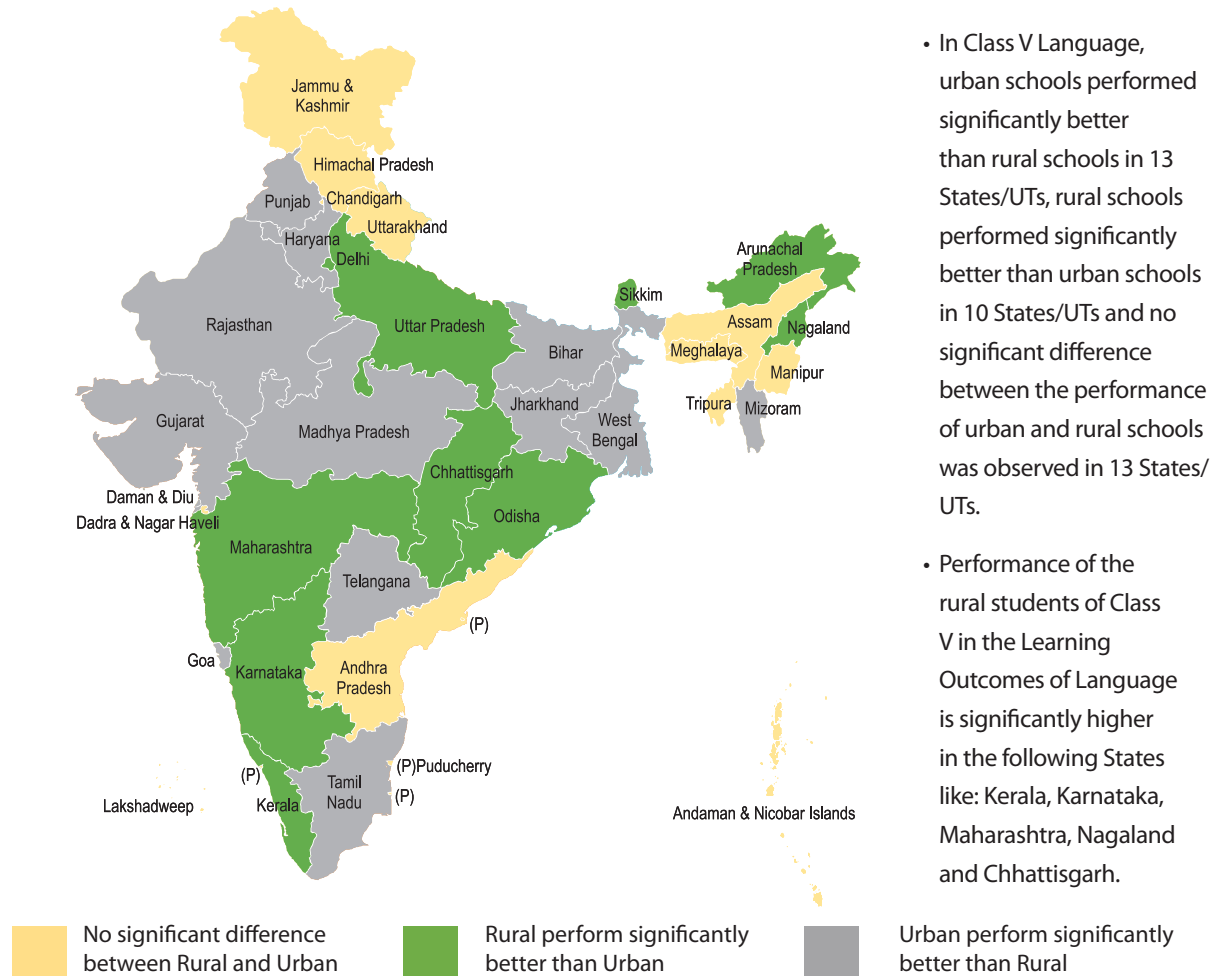 Jammu &
Kashmir
Himachal Pradesh
Chandigarh
Punjab
Uttarakhand
Haryana
Delhi
Arunachal
Pradesh
Sikkim
Rajasthan
Uttar Pradesh
Assam
Nagaland
Bihar
Meghalaya
Manipur
Jharkhand
Tripura
Mizoram
Gujarat
Madhya Pradesh
West
Bengal
Chhattisgarh
Daman & Diu
Dadra & Nagar Haveli
Odisha
Maharashtra
Telangana
(P)
Goa
Karnataka
Andhra
Pradesh
(P)
(P)Puducherry
(P)
Tamil
Nadu
Lakshadweep
Kerala
Andaman & Nicobar Islands
• In Class V Language,
urban schools performed
significantly better
than rural schools in 13
States/UTs, rural schools
performed significantly
better than urban schools
in 10 States/UTs and no
significant difference
between the performance
of urban and rural schools
was observed in 13 States/
UTs.
• Performance of the
rural students of Class
V in the Learning
Outcomes of Language
is significantly higher
in the following States
like: Kerala, Karnataka,
Maharashtra, Nagaland
and Chhattisgarh.
No significant difference
between Rural and Urban
Rural perform significantly
better than Urban
Urban perform significantly
better than Rural